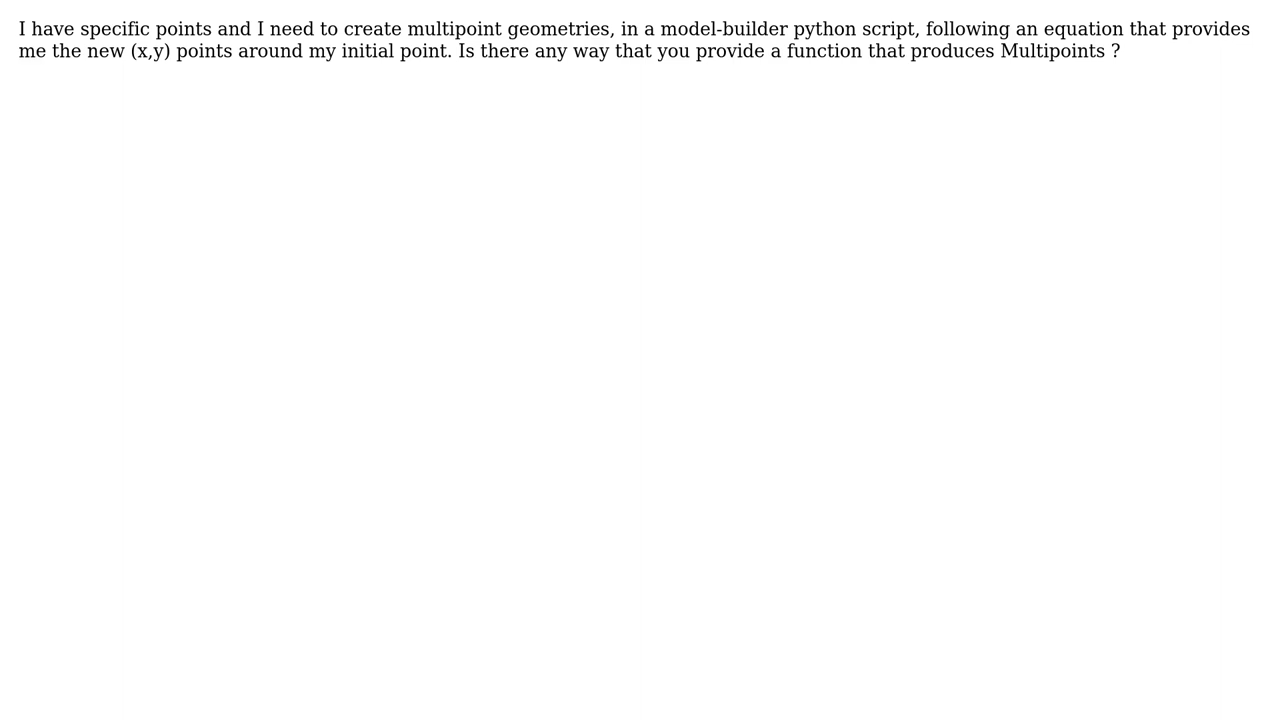 I have specific points and I need to create multipoint geometries, in a model-builder python script, following an equation that provides
me the new (x,y) points around my initial point. Is there any way that you provide a function that produces Multipoints ?